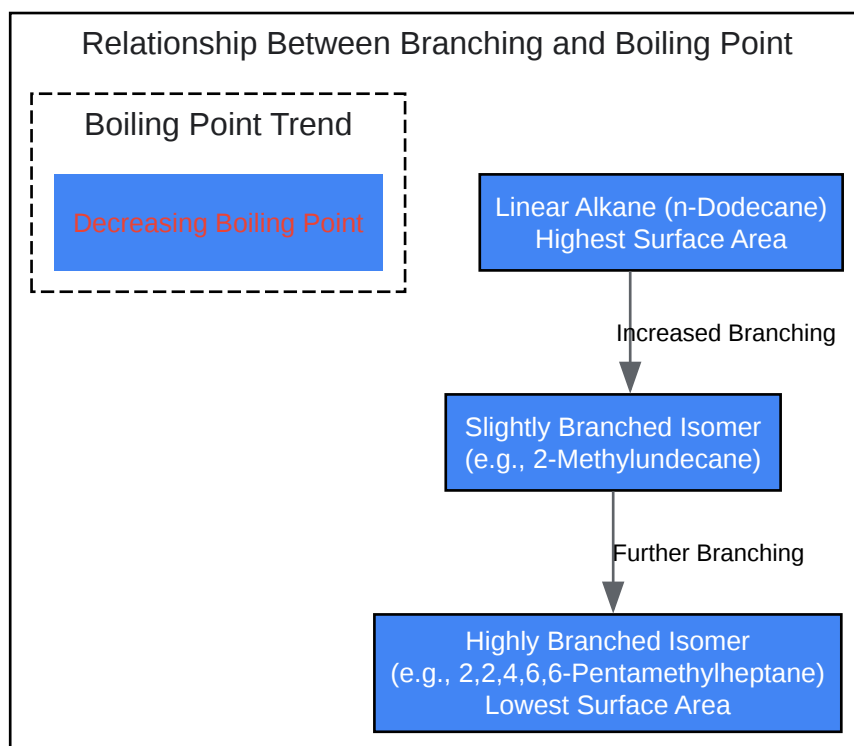 Relationship Between Branching and Boiling Point
Boiling Point Trend
Decreasing Boiling Point
Linear Alkane (n-Dodecane)
Highest Surface Area
Increased Branching
Slightly Branched Isomer
(e.g., 2-Methylundecane)
Further Branching
Highly Branched Isomer
(e.g., 2,2,4,6,6-Pentamethylheptane)
Lowest Surface Area